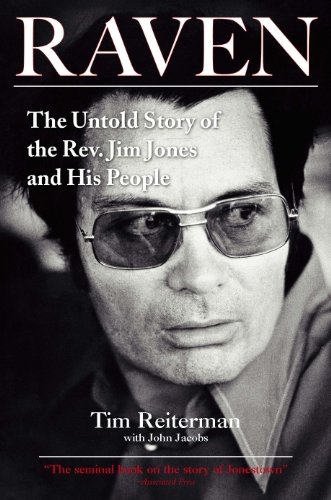 RAVEN
The Untold Story of
the Rev. Jim Jones
and His People
Tim Reiterman
with John Jacobs
"The seminal book on the story of Jonestown"
Associated Press